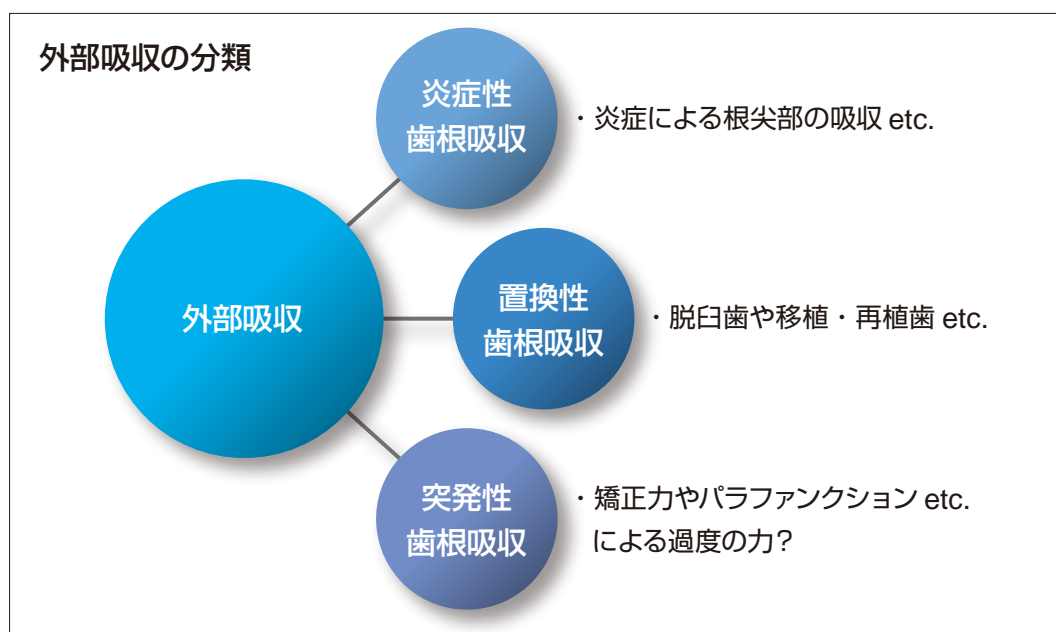 外部吸収の分類
炎症性
歯根吸収
・炎症による根尖部の吸収 etc.
外部吸収
置換性
歯根吸収
・脱臼歯や移植・再植歯 etc.
突発性
歯根吸収
・矯正力やパラファンクション etc.
による過度の力?